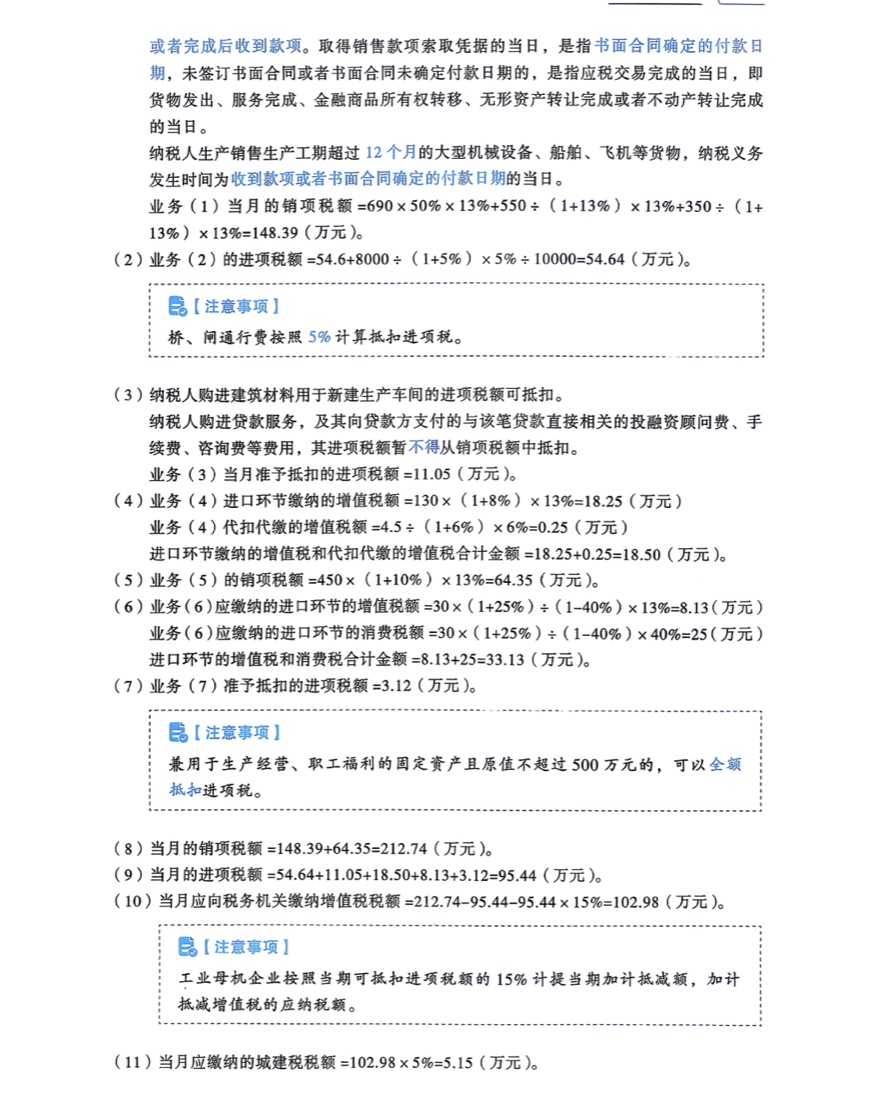 或者完成后收到款项。取得销售款项索取凭据的当日，是指书面合同确定的付款日
期，未签订书面合同或者书面合同未确定付款日期的，是指应税交易完成的当日，即
货物发出、服务完成、金融商品所有权转移、无形资产转让完成或者不动产转让完成
的当日。
纳税人生产销售生产工期超过 12 个月的大型机械设备、船舶、飞机等货物，纳税义务
发生时间为收到款项或者书面合同确定的付款日期的当日。
业务（1）当月的销项税额 =690×50%×13%+550÷（1+13%）×13%+350÷（1+
13%）×13%=148.39（万元）。
（2）业务（2）的进项税额 =54.6+8000÷（1+5%）×5%÷10000=54.64（万元）。
【注意事项】
桥、闸通行费按照 5% 计算抵扣进项税。
（3）纳税人购进建筑材料用于新建生产车间的进项税额可抵扣。
纳税人购进贷款服务，及其向贷款方支付的与该笔贷款直接相关的投融资顾问费、手
续费、咨询费等费用，其进项税额暂不得从销项税额中抵扣。
业务（3）当月准予抵扣的进项税额 =11.05（万元）。
（4）业务（4）进口环节缴纳的增值税额 =130×（1+8%）×13%=18.25（万元）
业务（4）代扣代缴的增值税额 =4.5÷（1+6%）×6%=0.25（万元）
进口环节缴纳的增值税和代扣代缴的增值税合计金额 =18.25+0.25=18.50（万元）。
（5）业务（5）的销项税额 =450×（1+10%）×13%=64.35（万元）。
（6）业务（6）应缴纳的进口环节的增值税额 =30×（1+25%）÷（1-40%）×13%=8.13（万元）
业务（6）应缴纳的进口环节的消费税额 =30×（1+25%）÷（1-40%）×40%=25（万元）
进口环节的增值税和消费税合计金额 =8.13+25=33.13（万元）。
（7）业务（7）准予抵扣的进项税额 =3.12（万元）。
【注意事项】
兼用于生产经营、职工福利的固定资产且原值不超过 500 万元的，可以全额
抵扣进项税。
（8）当月的销项税额 =148.39+64.35=212.74（万元）。
（9）当月的进项税额 =54.64+11.05+18.50+8.13+3.12=95.44（万元）。
（10）当月应向税务机关缴纳增值税税额 =212.74-95.44-95.44×15%=102.98（万元）。
【注意事项】
工业母机企业按照当期可抵扣进项税额的 15% 计提当期加计抵减额，加计
抵减增值税的应纳税额。
（11）当月应缴纳的城建税税额 =102.98×5%=5.15（万元）。